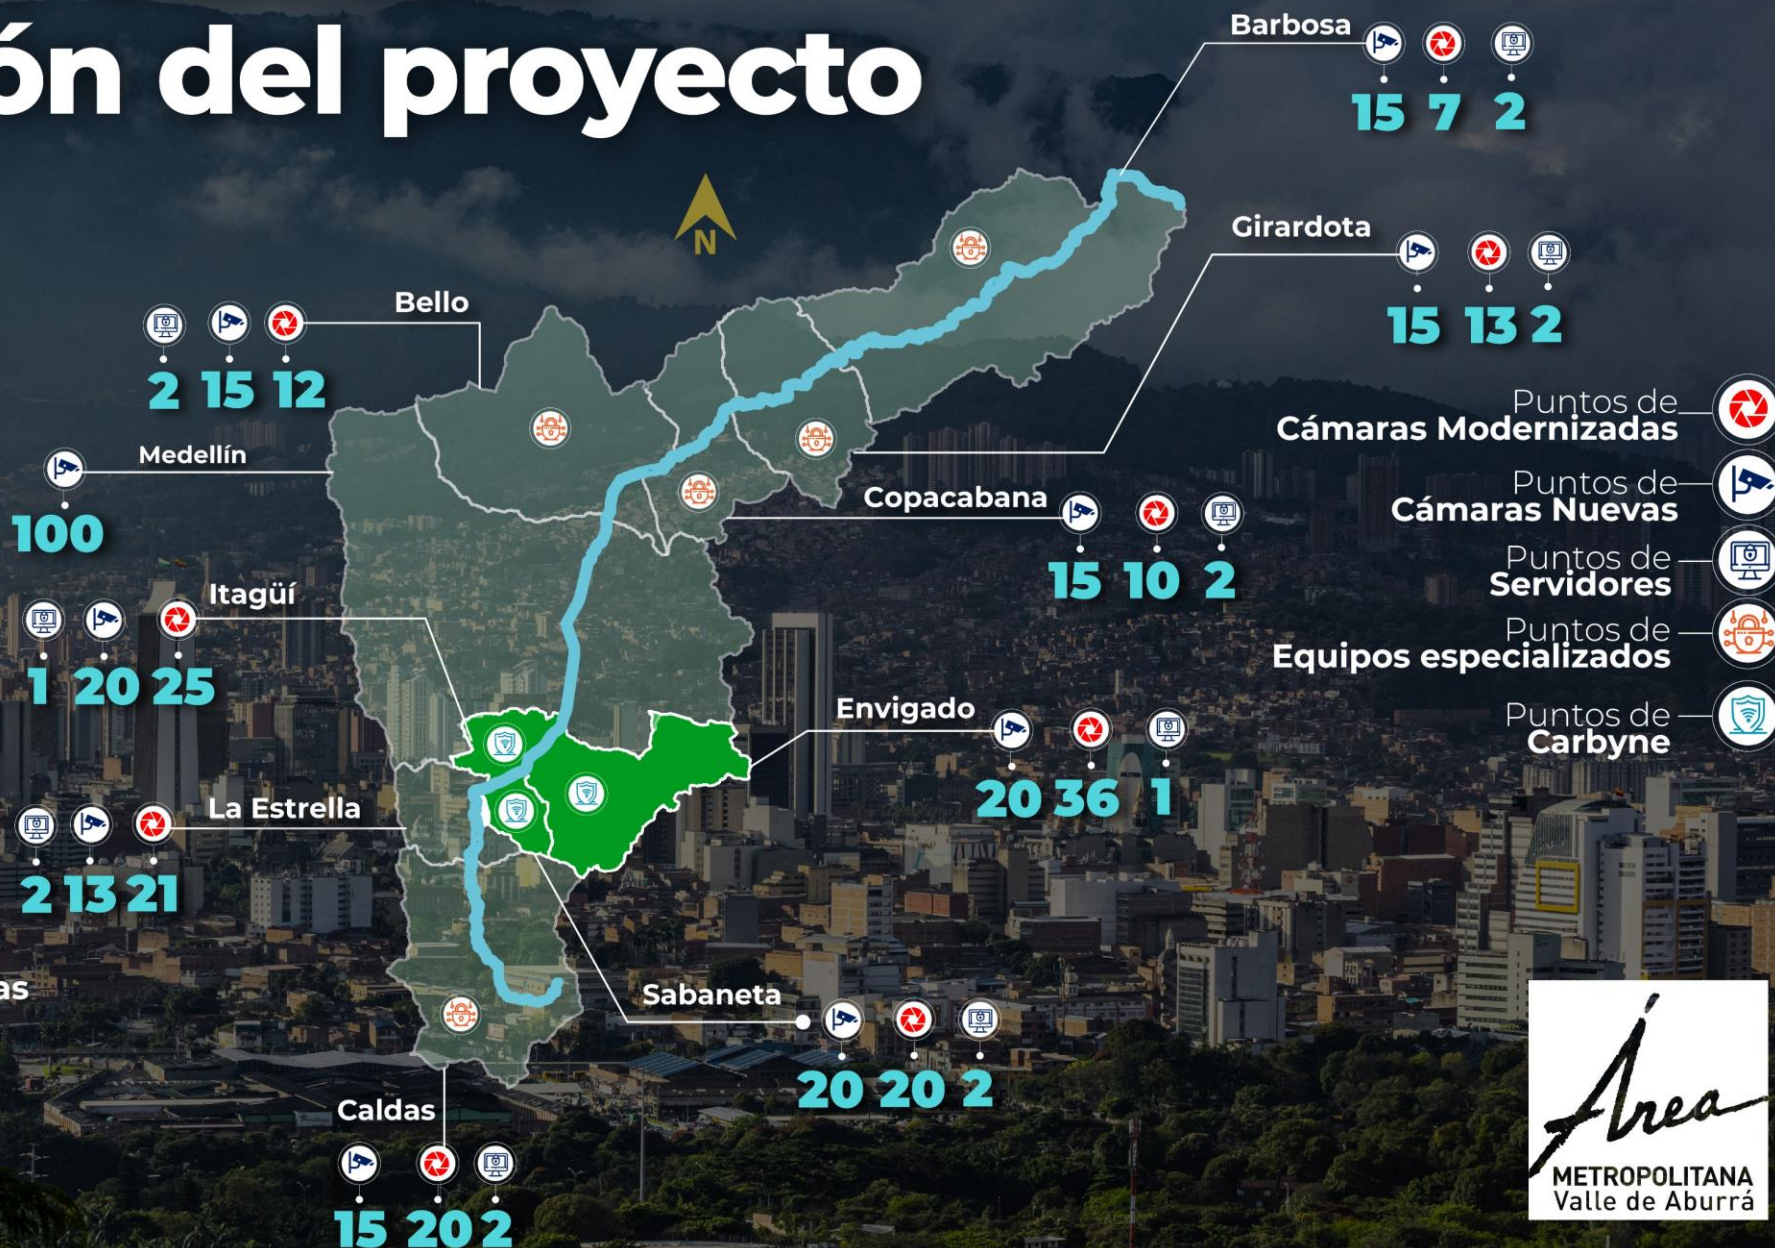 ón del proyecto
Barbosa
15 7 2
N
Girardota
15 13 2
Bello
2 15 12
Medellín
100
Puntos de
Cámaras Modernizadas
Puntos de
Cámaras Nuevas
Puntos de
Servidores
Puntos de
Equipos especializados
Puntos de
Carbyne
Copacabana
15 10 2
Itagüí
1 20 25
Envigado
20 36 1
La Estrella
2 13 21
as
Sabaneta
20 20 2
Caldas
15 20 2
Área
METROPOLITANA
Valle de Aburrá